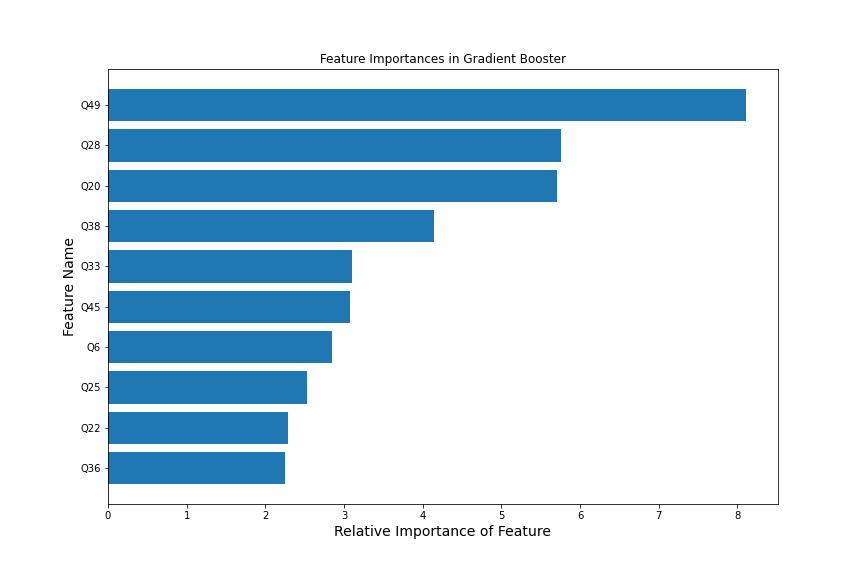 Feature Importances in Gradient Booster
Feature Name
Q49
Q28
Q20
Q38
Q33
Q45
Q6
Q25
Q22
Q36
0 1 2 3 4 5 6 7 8
Relative Importance of Feature